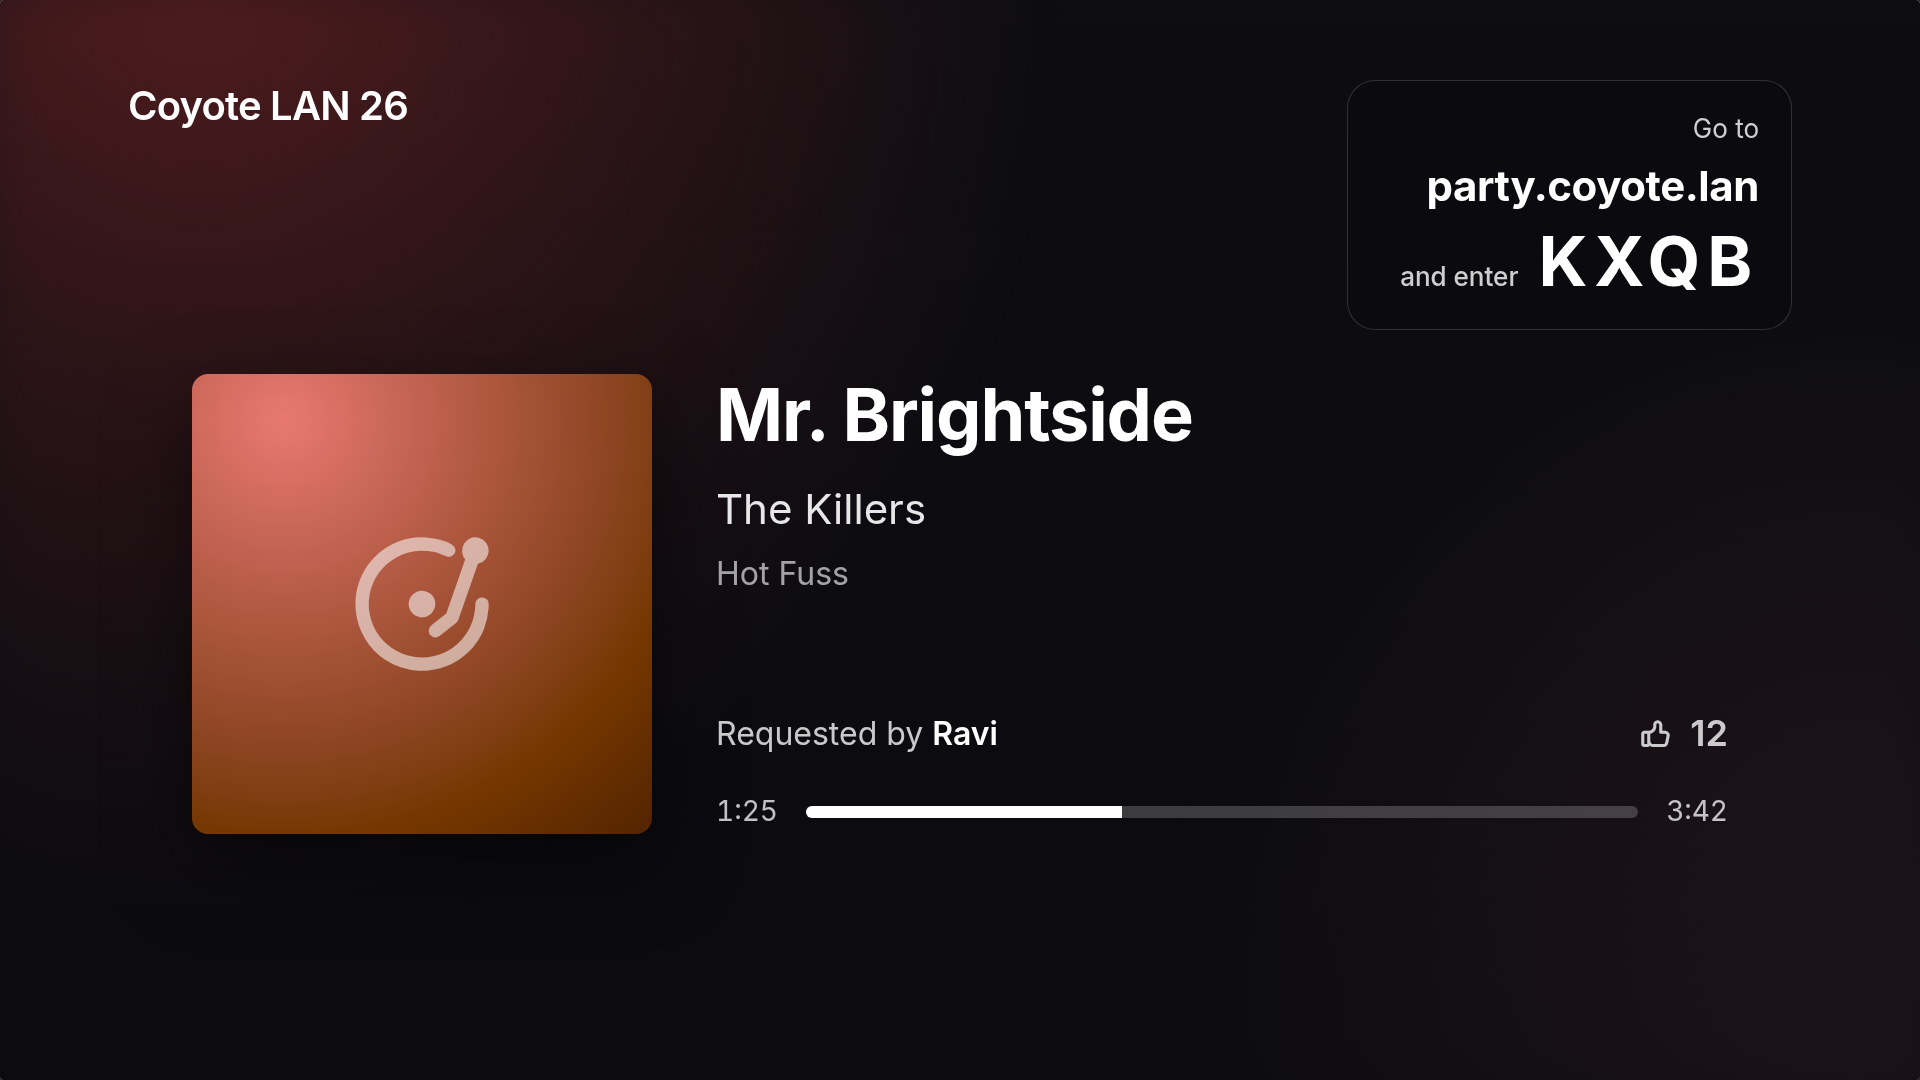 Coyote LAN 26
Go to
party.coyote.lan
and enter KXQB
Mr. Brightside
The Killers
Hot Fuss
Requested by Ravi
12
1:25
3:42